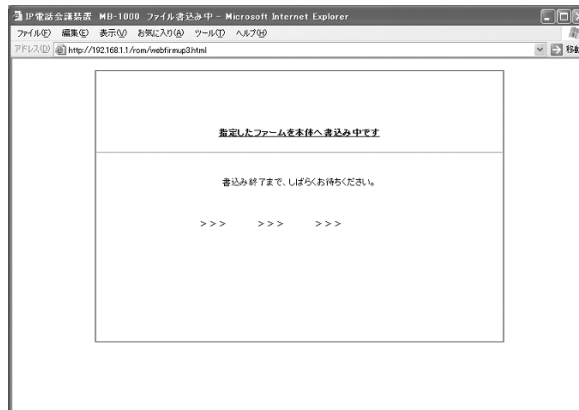 IP電話会議装置 MB-1000 ファイル書込み中 - Microsoft Internet Explorer
ファイル(F) 編集(E) 表示(V) お気に入り(A) ツール(T) ヘルプ(H)
アドレス(D) http://192.168.1.1/rom/webfirmup3.html 移動
指定したファームを本体へ書込み中です
書込み終了まで、しばらくお待ちください。
>>> >>> >>>